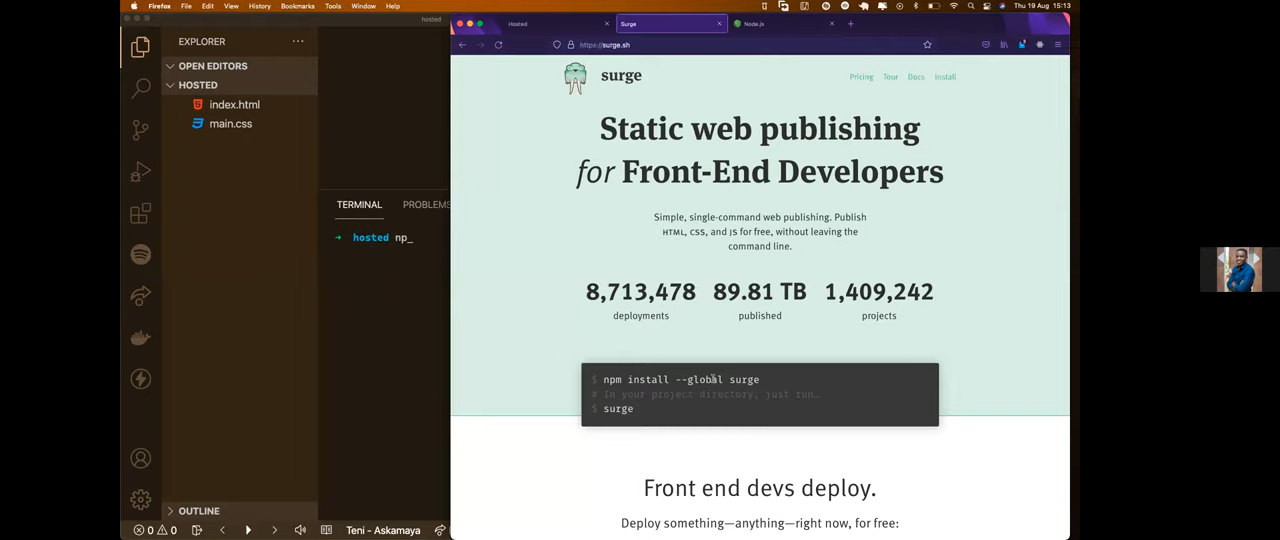 Firefox File Edit View History Bookmarks Tools Window Help
Thu 19 Aug 15:13
hosted
Hosted
Surge
Node.js
https://surge.sh
EXPLORER
OPEN EDITORS
HOSTED
index.html
main.css
TERMINAL PROBLEMS
→ hosted np_
OUTLINE
0 0
Teni - Askamaya
surge
Pricing Tour Docs Install
Static web publishing
for Front-End Developers
Simple, single-command web publishing. Publish
HTML, CSS, and JS for free, without leaving the
command line.
8,713,478 89.81 TB 1,409,242
deployments published projects
$ npm install --global surge
# In your project directory, just run…
$ surge
Front end devs deploy.
Deploy something—anything—right now, for free: